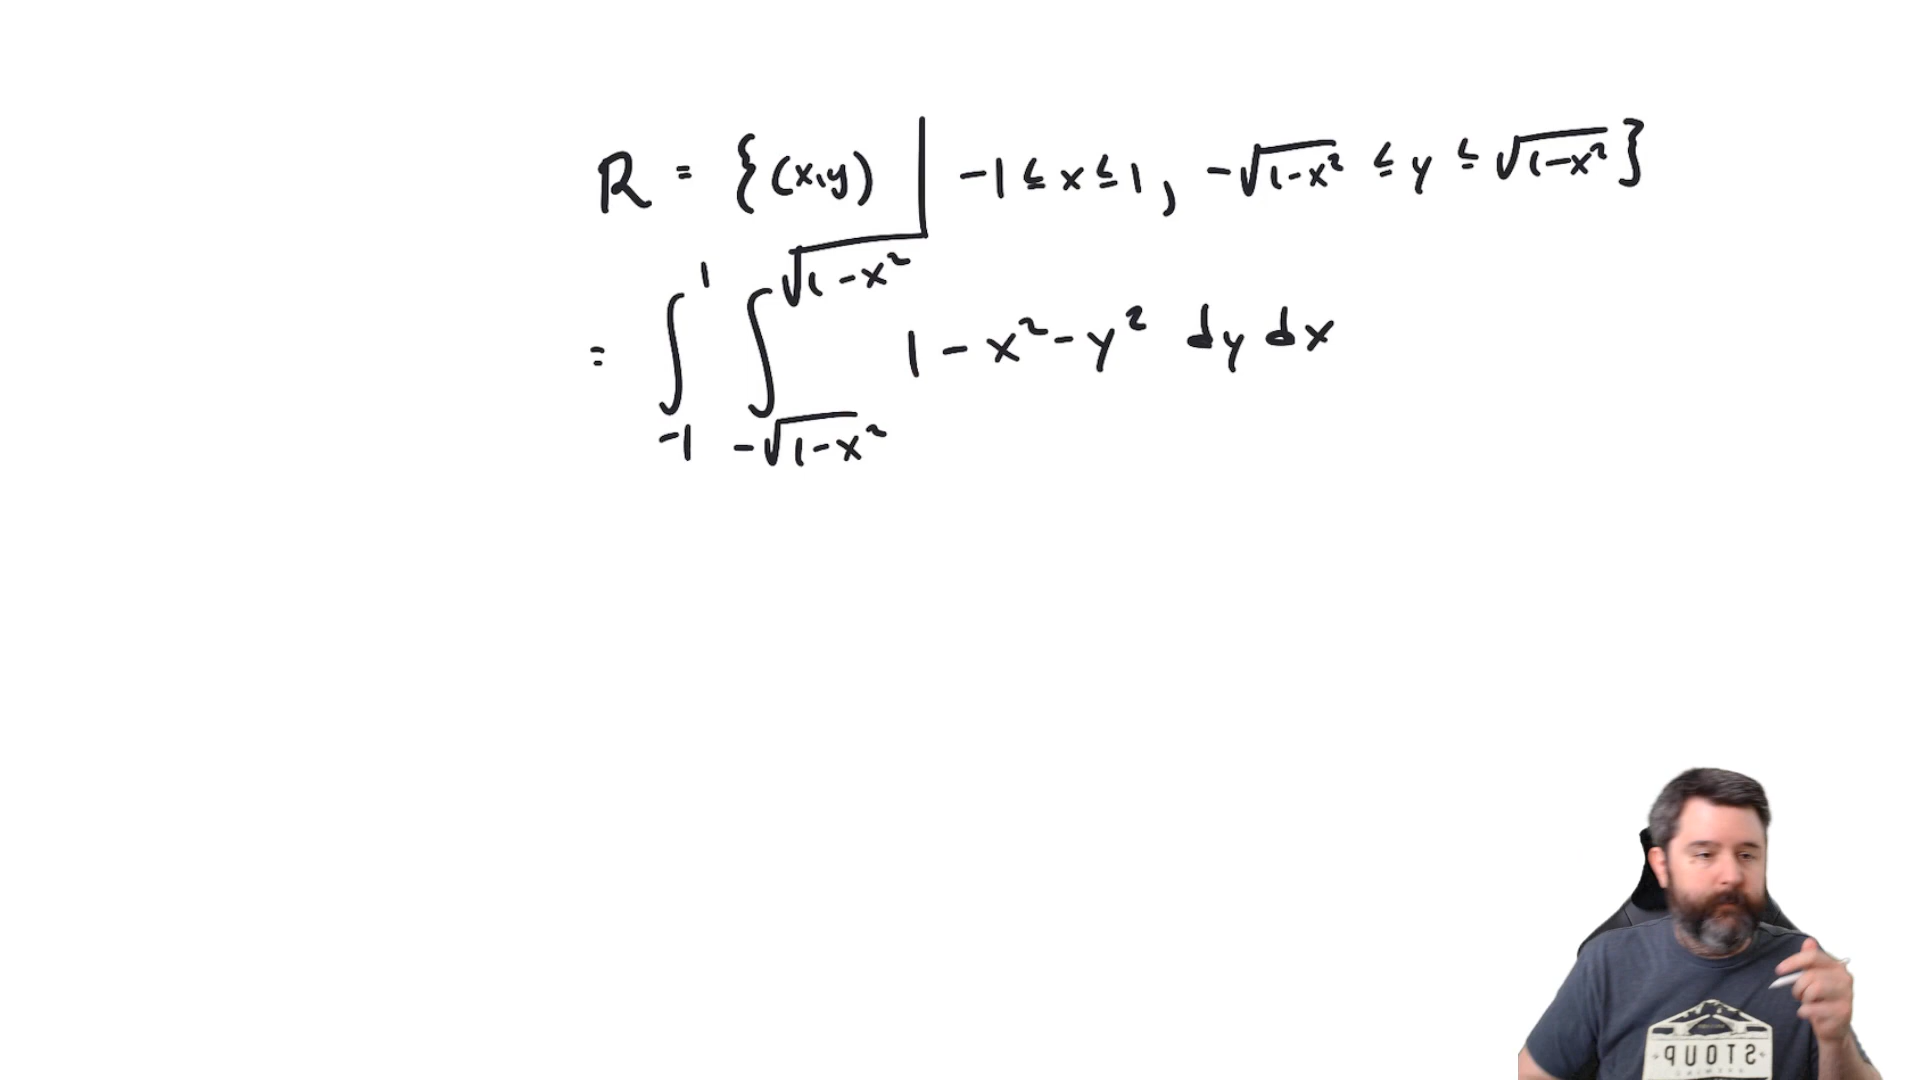 R = {(x,y) | -1 ≤ x ≤ 1, -√(1-x²) ≤ y ≤ √(1-x²)}
= ∫_{-1}^{1} ∫_{-√(1-x²)}^{√(1-x²)} 1 - x² - y² dy dx
STOUP